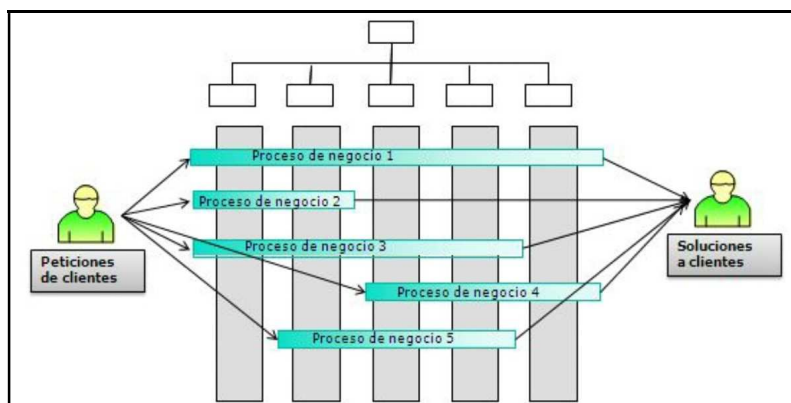 Proceso de negocio 1
Proceso de negocio 2
Proceso de negocio 3
Proceso de negocio 4
Proceso de negocio 5
Peticiones
de clientes
Soluciones
a clientes